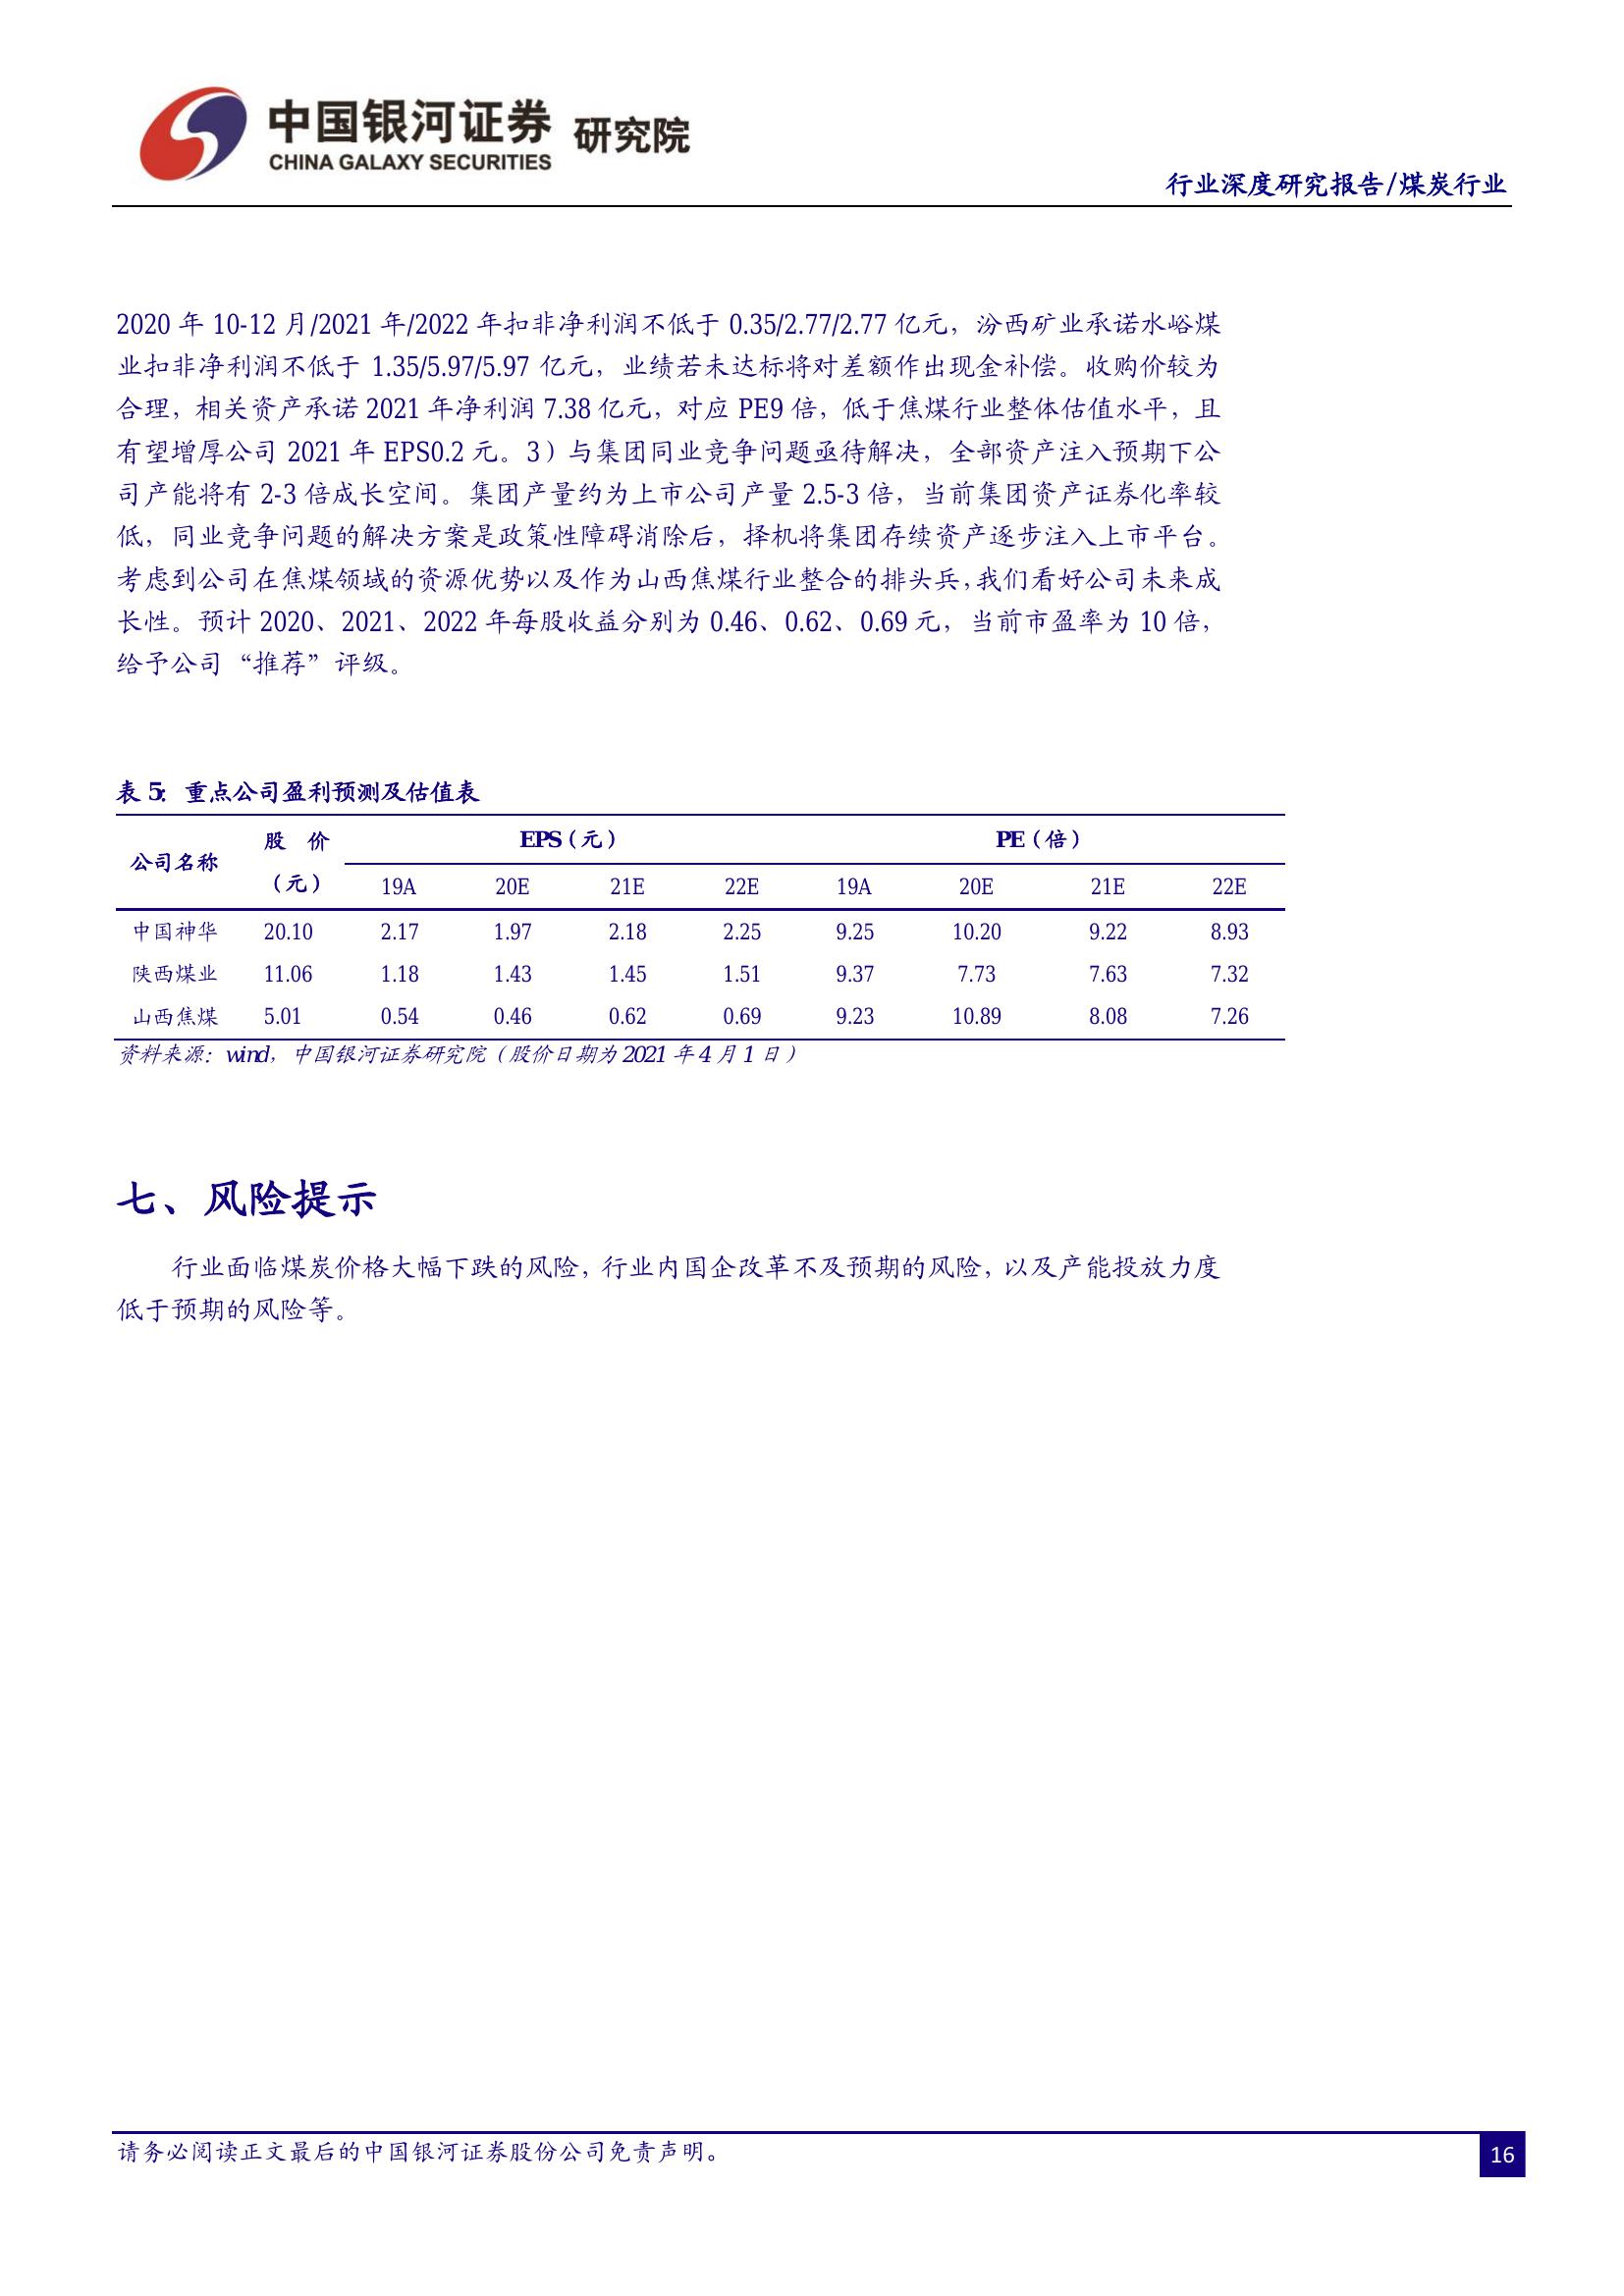 中国银河证券 研究院
CHINA GALAXY SECURITIES
行业深度研究报告/煤炭行业
2020 年 10-12 月/2021 年/2022 年扣非净利润不低于 0.35/2.77/2.77 亿元，汾西矿业承诺水峪煤
业扣非净利润不低于 1.35/5.97/5.97 亿元，业绩若未达标将对差额作出现金补偿。收购价较为
合理，相关资产承诺 2021 年净利润 7.38 亿元，对应 PE9 倍，低于焦煤行业整体估值水平，且
有望增厚公司 2021 年 EPS0.2 元。3）与集团同业竞争问题亟待解决，全部资产注入预期下公
司产能将有 2-3 倍成长空间。集团产量约为上市公司产量 2.5-3 倍，当前集团资产证券化率较
低，同业竞争问题的解决方案是政策性障碍消除后，择机将集团存续资产逐步注入上市平台。
考虑到公司在焦煤领域的资源优势以及作为山西焦煤行业整合的排头兵，我们看好公司未来成
长性。预计 2020、2021、2022 年每股收益分别为 0.46、0.62、0.69 元，当前市盈率为 10 倍，
给予公司“推荐”评级。
表 5：重点公司盈利预测及估值表
公司名称 股 价（元） EPS（元） PE（倍）
19A 20E 21E 22E 19A 20E 21E 22E
中国神华 20.10 2.17 1.97 2.18 2.25 9.25 10.20 9.22 8.93
陕西煤业 11.06 1.18 1.43 1.45 1.51 9.37 7.73 7.63 7.32
山西焦煤 5.01 0.54 0.46 0.62 0.69 9.23 10.89 8.08 7.26
资料来源：wind，中国银河证券研究院（股价日期为 2021 年 4 月 1 日）
七、风险提示
行业面临煤炭价格大幅下跌的风险，行业内国企改革不及预期的风险，以及产能投放力度
低于预期的风险等。
请务必阅读正文最后的中国银河证券股份公司免责声明。
16